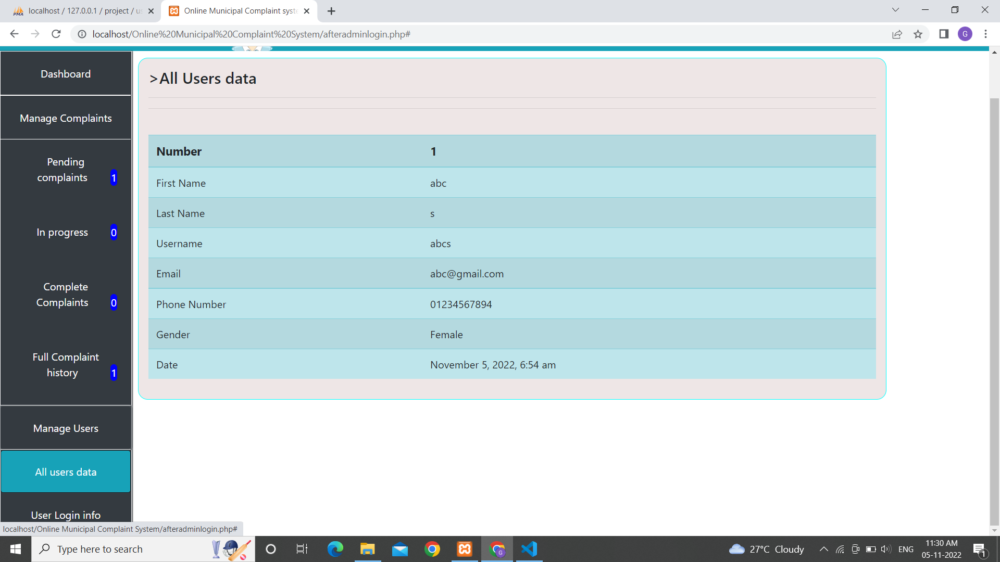 localhost / 127.0.0.1 / project / us
Online Municipal Complaint syste
localhost/Online%20Municipal%20Complaint%20System/afteradminlogin.php#
G
Dashboard
Manage Complaints
Pending
complaints 1
In progress 0
Complete
Complaints 0
Full Complaint
history 1
Manage Users
All users data
User Login info
>All Users data
Number 1
First Name abc
Last Name s
Username abcs
Email abc@gmail.com
Phone Number 01234567894
Gender Female
Date November 5, 2022, 6:54 am
localhost/Online Municipal Complaint System/afteradminlogin.php#
Type here to search
27°C Cloudy
ENG
11:30 AM
05-11-2022
1